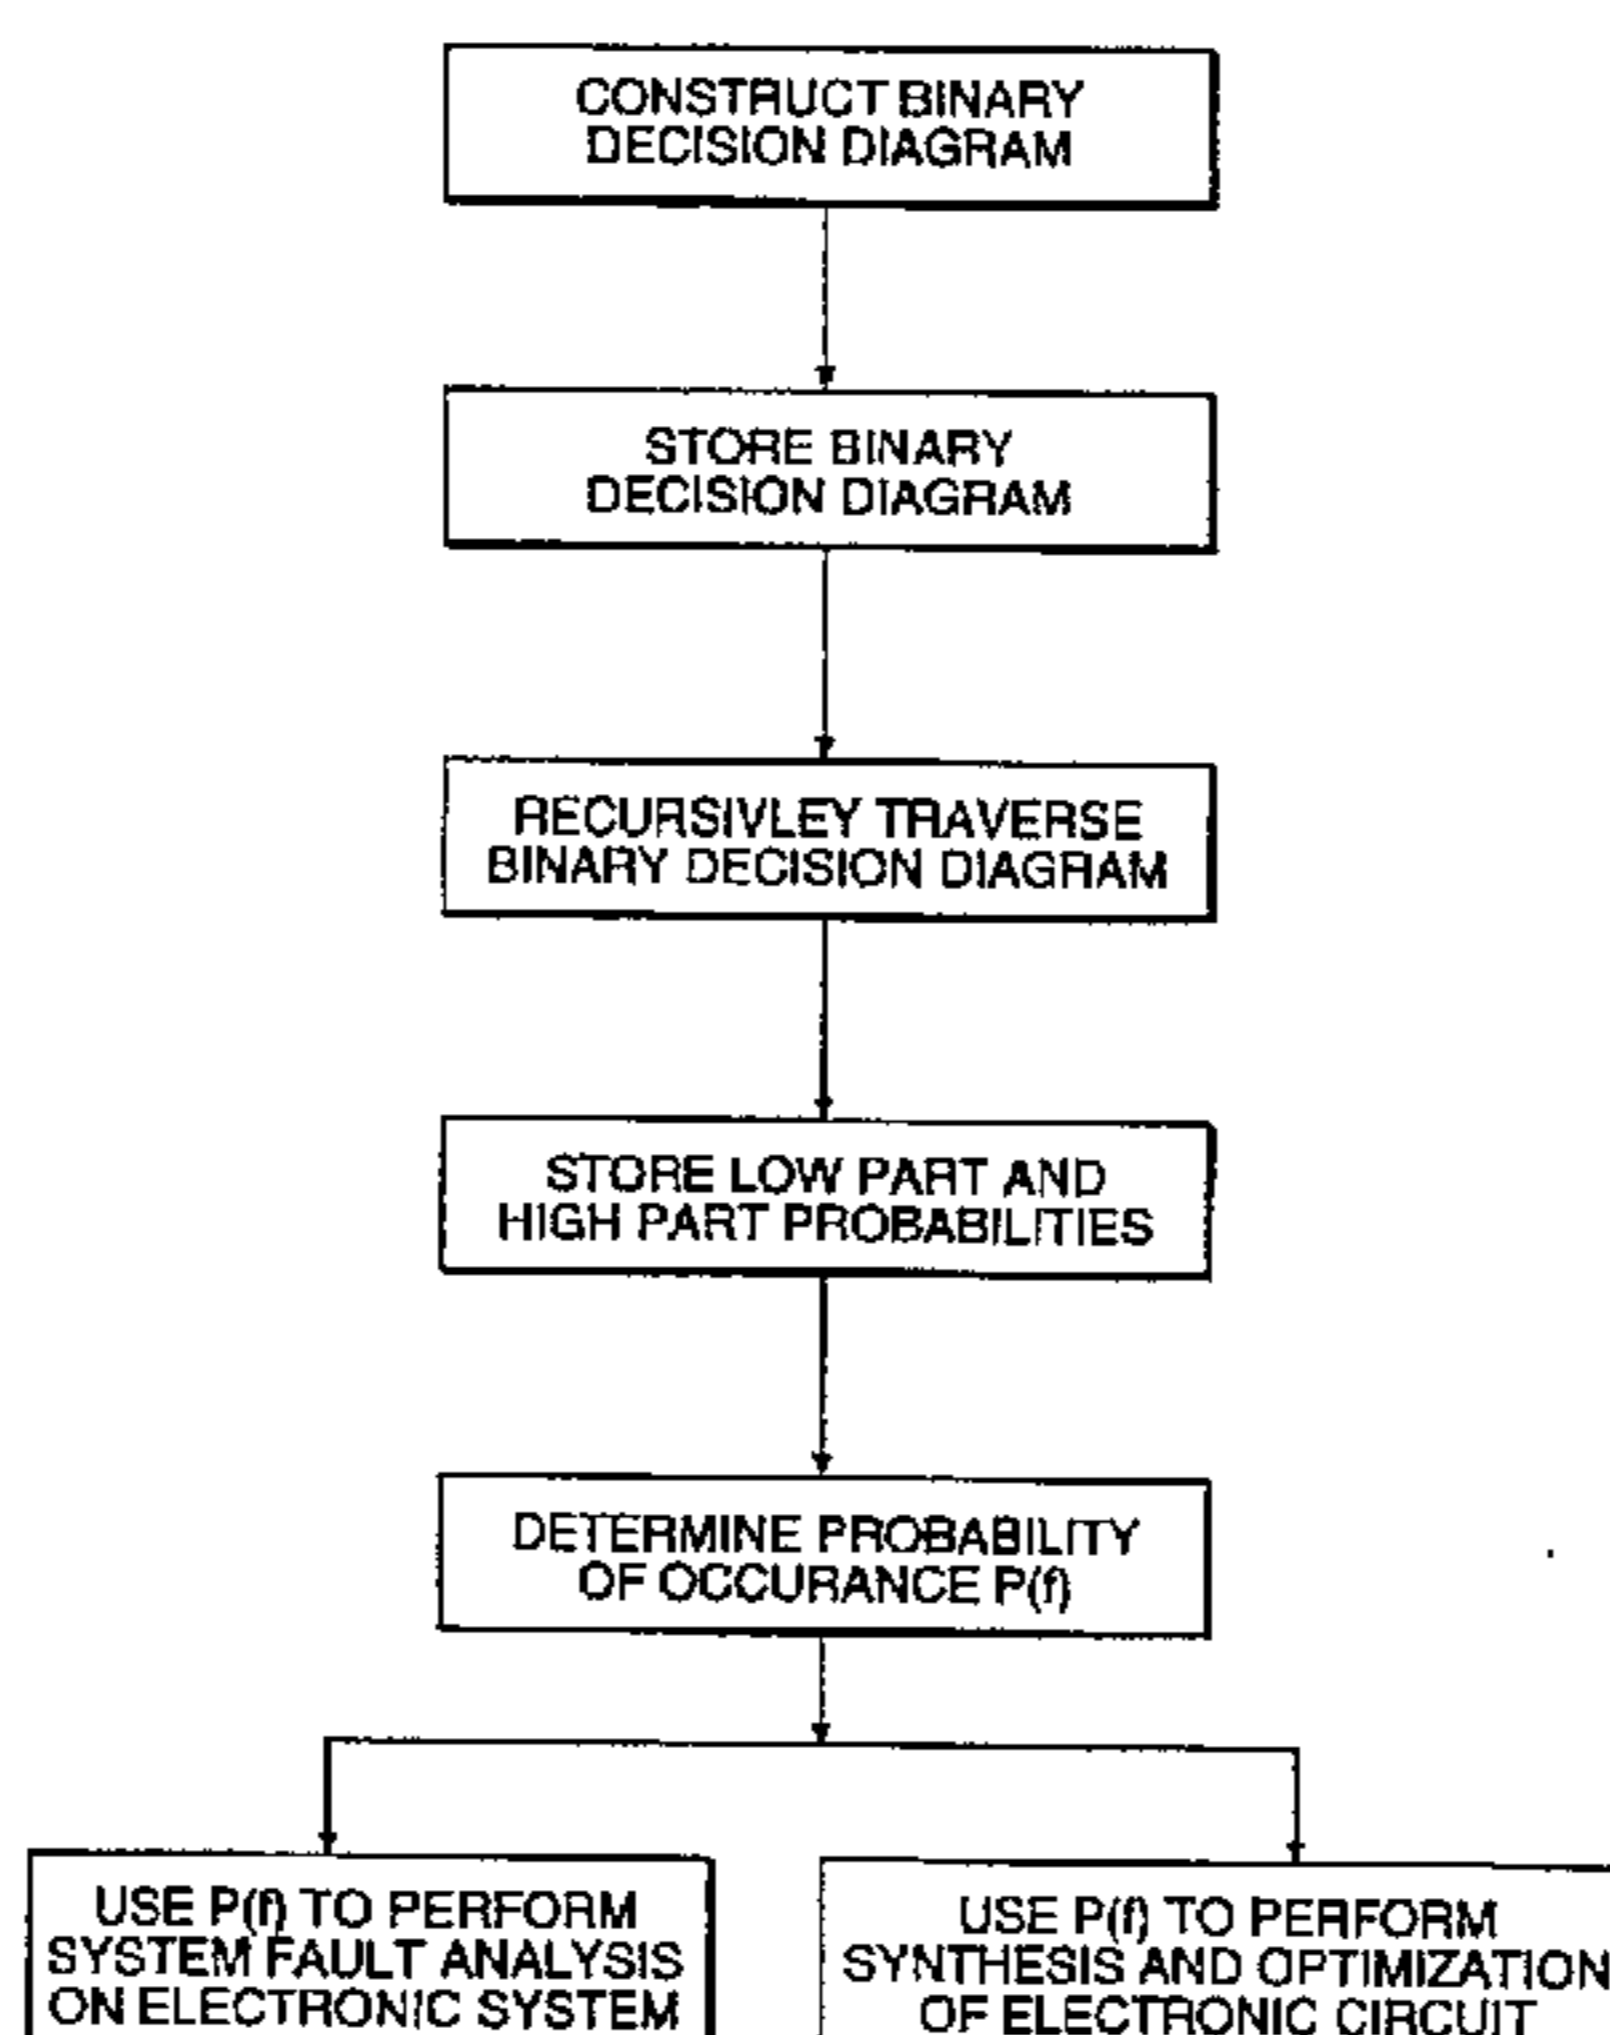 CONSTRUCT BINARY
DECISION DIAGRAM
STORE BINARY
DECISION DIAGRAM
RECURSIVLEY TRAVERSE
BINARY DECISION DIAGRAM
STORE LOW PART AND
HIGH PART PROBABILITIES
DETERMINE PROBABILITY
OF OCCURANCE P(f)
USE P(f) TO PERFORM
SYSTEM FAULT ANALYSIS
ON ELECTRONIC SYSTEM
USE P(f) TO PERFORM
SYNTHESIS AND OPTIMIZATION
OF ELECTRONIC CIRCUIT